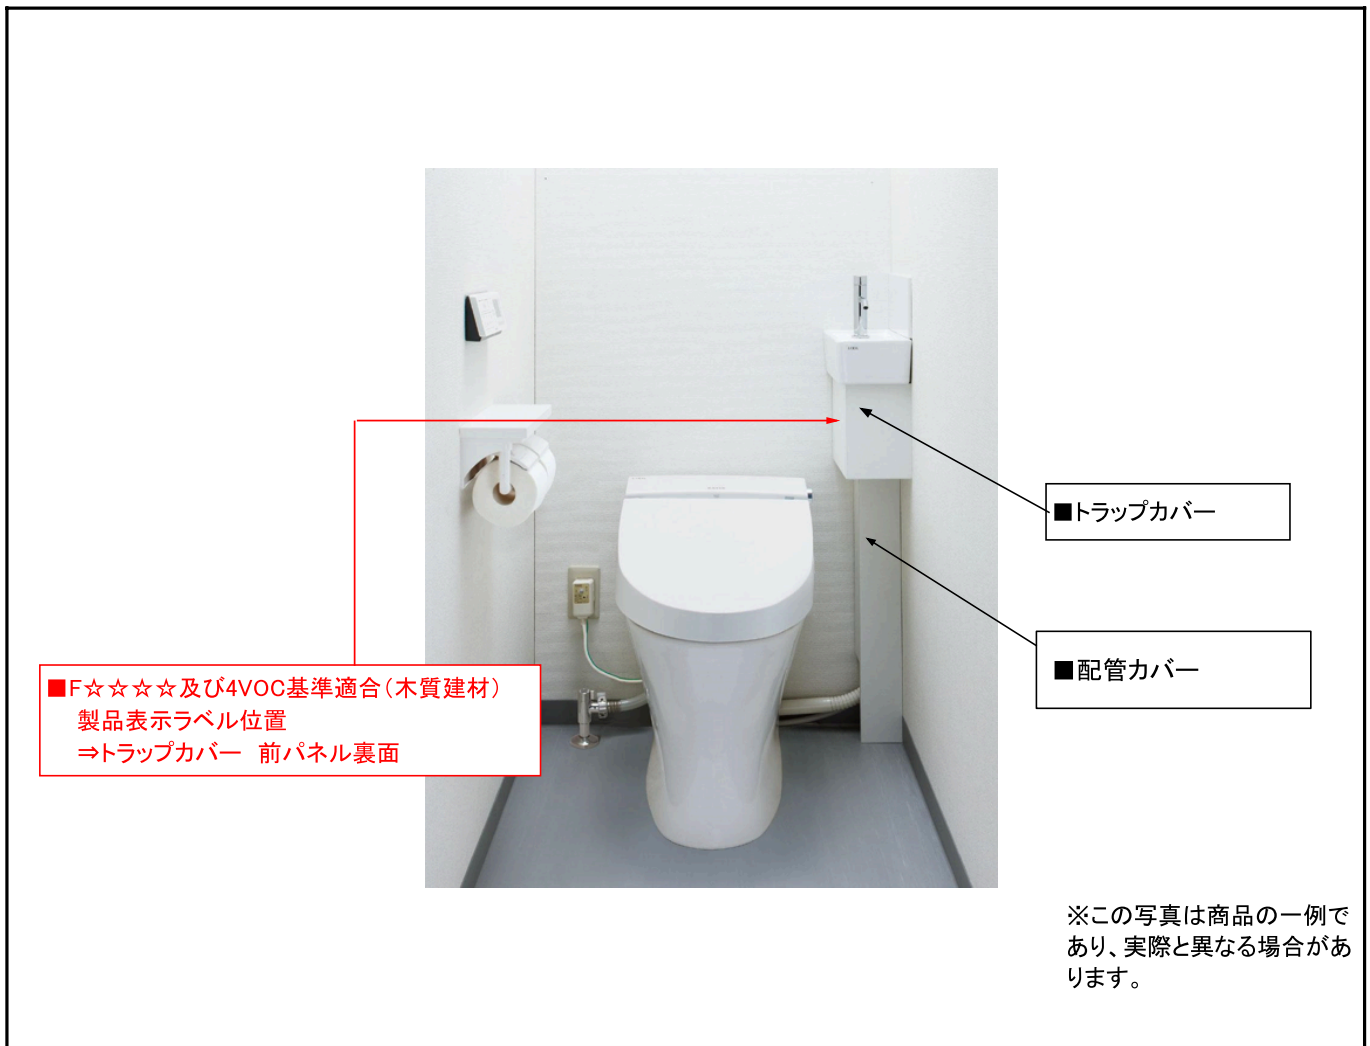 ■トラップカバー
■配管カバー
■F☆☆☆☆及び4VOC基準適合(木質建材)
製品表示ラベル位置
⇒トラップカバー 前パネル裏面
※この写真は商品の一例で
あり、実際と異なる場合があ
ります。